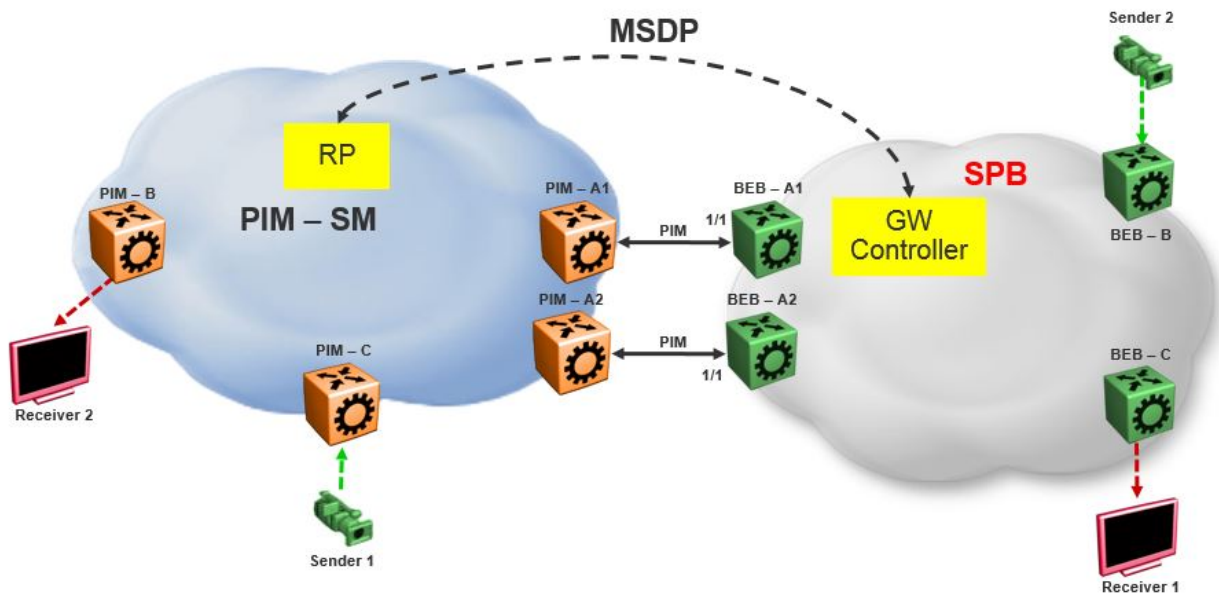 Sender 2
MSDP
RP
PIM – B
PIM – SM
PIM – A1
BEB – A1
1/1
PIM
SPB
GW
Controller
BEB – B
PIM – A2
BEB – A2
PIM
1/1
PIM – C
BEB – C
Receiver 2
Sender 1
Receiver 1